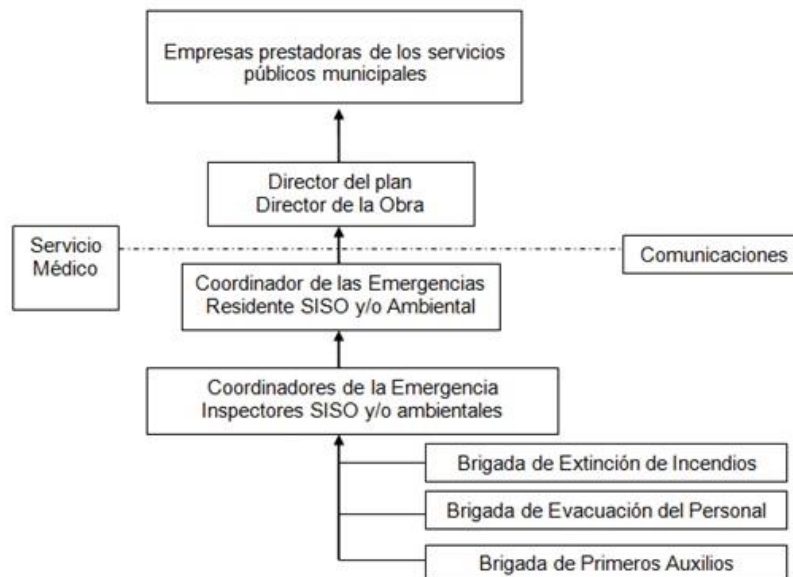 Empresas prestadoras de los servicios
públicos municipales
Director del plan
Director de la Obra
Servicio
Médico
Comunicaciones
Coordinador de las Emergencias
Residente SISO y/o Ambiental
Coordinadores de la Emergencia
Inspectores SISO y/o ambientales
Brigada de Extinción de Incendios
Brigada de Evacuación del Personal
Brigada de Primeros Auxilios